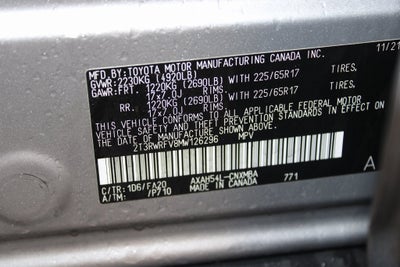 MFD. BY: TOYOTA MOTOR MANUFACTURING CANADA INC. 11/21
GVWR: 2230KG (4920LB)
GAWR: FRT. 1220KG (2690LB) WITH 225/65R17 TIRES.
17x7.0J RIMS.
RR. 1220KG (2690LB) WITH 225/65R17 TIRES.
17x7.0J RIMS.
THIS VEHICLE CONFORMS TO ALL APPLICABLE FEDERAL MOTOR
VEHICLE SAFETY
THEFT PREVENTION STANDARDS IN EFFECT ON
THE DATE OF MANUFACTURE SHOWN ABOVE.
2T3RWRFV8MW126296 MPV
C/TR: 1D6/FA20 AXAH54L-CNXMBA A
A/TM: /P710 MADE IN CANADA 771